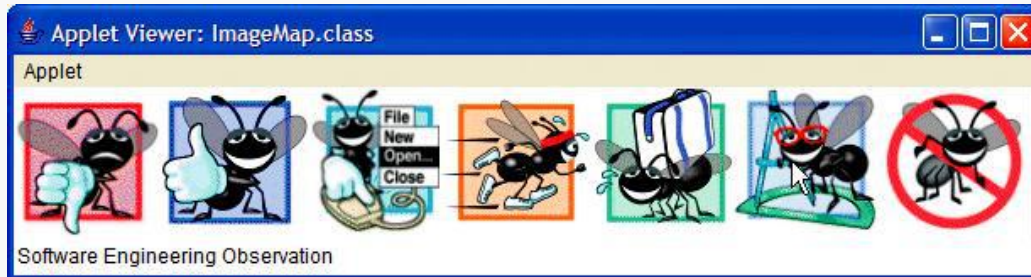 Applet Viewer: ImageMap.class
Applet
File
New
Open...
Close
Software Engineering Observation